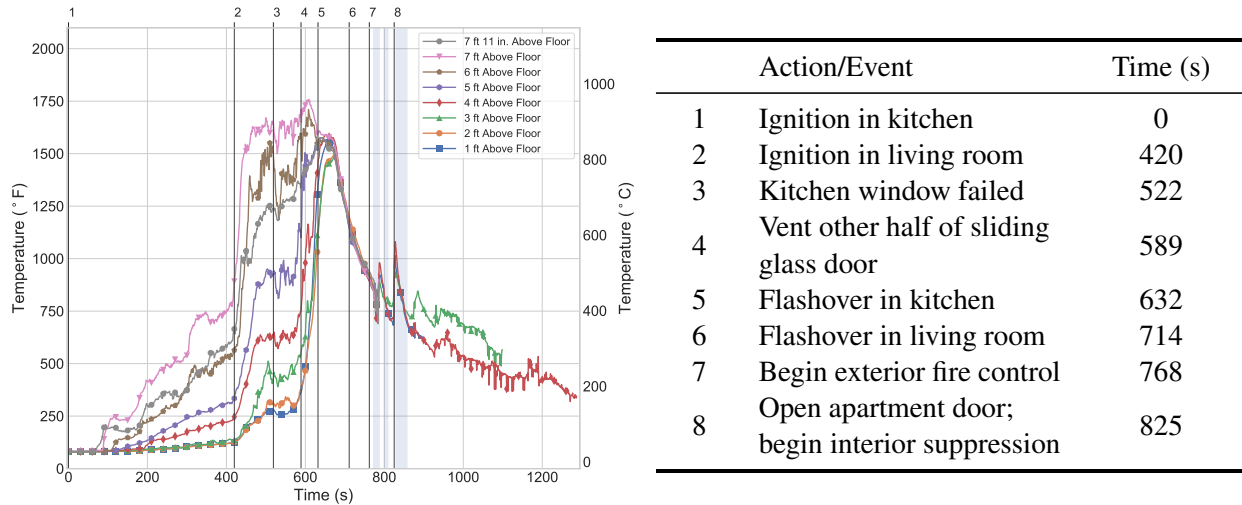 1 2 3 4 5 6 7 8
2000
1750
1500
1250
1000
750
500
250
0
Temperature ( ° F)
7 ft 11 in. Above Floor
7 ft Above Floor
6 ft Above Floor
5 ft Above Floor
4 ft Above Floor
3 ft Above Floor
2 ft Above Floor
1 ft Above Floor
1000
800
600
400
200
0
Temperature ( ° C)
0 200 400 600 800 1000 1200
Time (s)
Action/Event Time (s)
1 Ignition in kitchen 0
2 Ignition in living room 420
3 Kitchen window failed 522
4 Vent other half of sliding
glass door 589
5 Flashover in kitchen 632
6 Flashover in living room 714
7 Begin exterior fire control 768
8 Open apartment door;
begin interior suppression 825